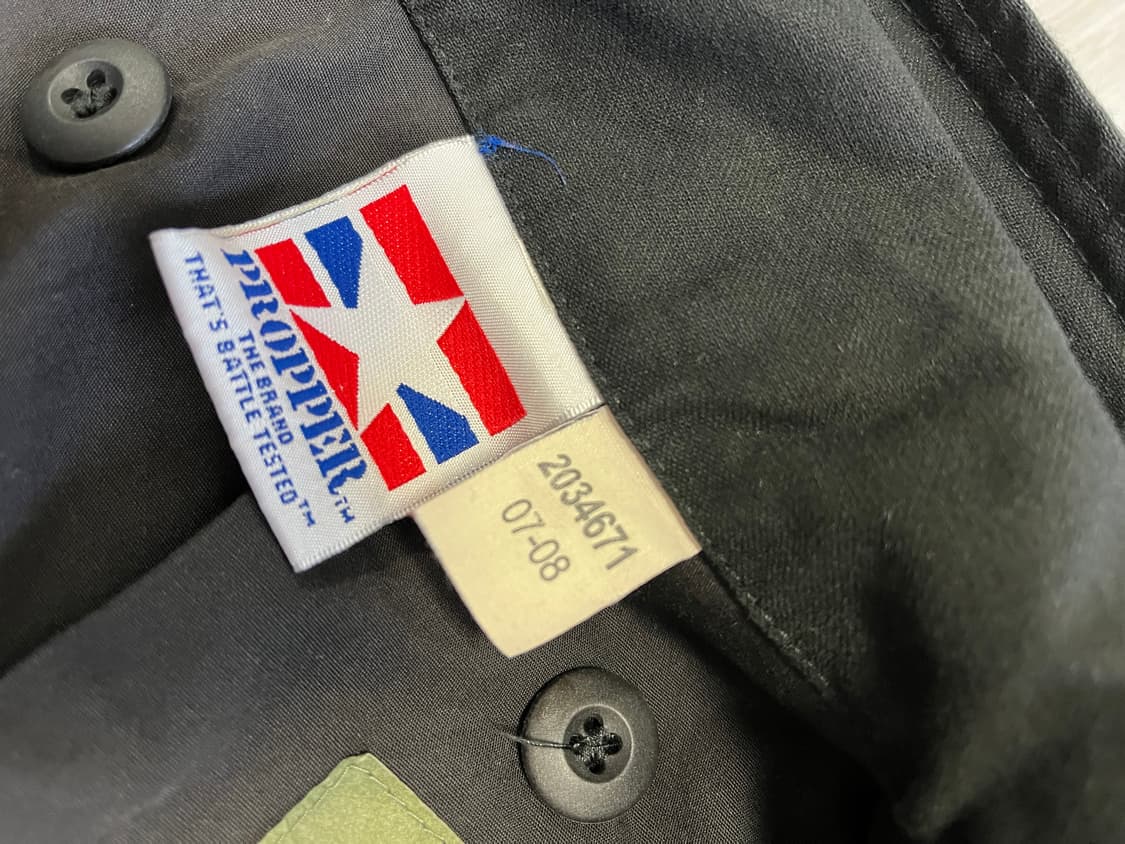 PROPPER™
THE BRAND
THAT'S BATTLE TESTED™
2034671
07-08